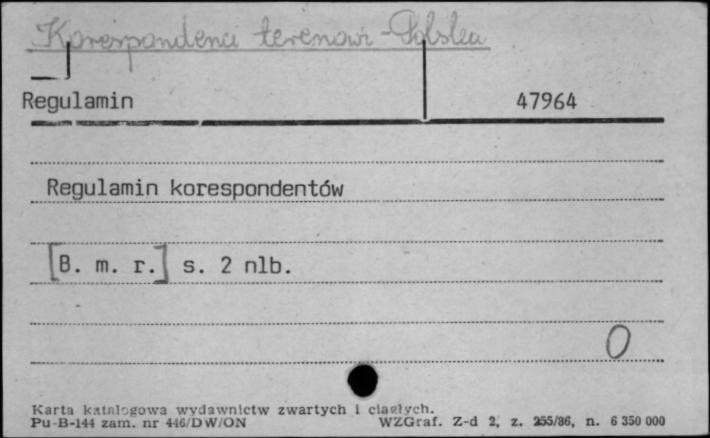 Korespondenci terenowi - Polska
Regulamin 47964
Regulamin korespondentów
[B. m. r.] s. 2 nlb.
0
Karta katalogowa wydawnictw zwartych i ciągłych.
Pu-B-144 zam. nr 446/DW/ON WZGraf. Z-d 2, z. 255/86, n. 6 350 000